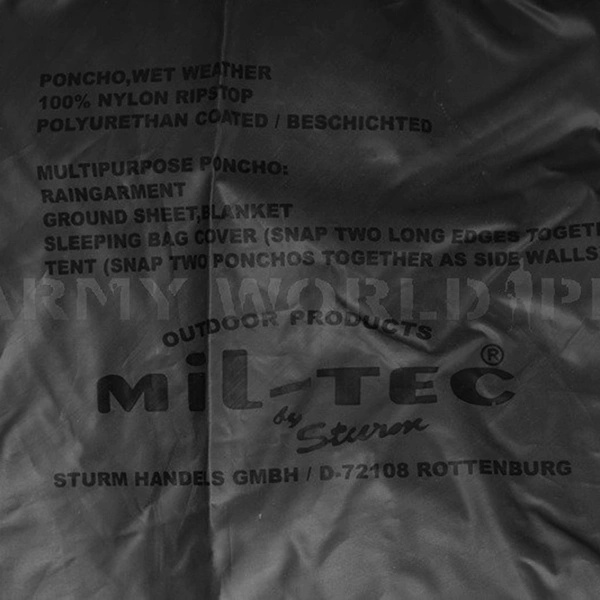 PONCHO,WET WEATHER
100% NYLON RIPSTOP
POLYURETHAN COATED / BESCHICHTED
MULTIPURPOSE PONCHO:
RAINGARMENT
GROUND SHEET,BLANKET
SLEEPING BAG COVER (SNAP TWO LONG EDGES TOGETH
TENT (SNAP TWO PONCHOS TOGETHER AS SIDE WALLS
ARMY WORLD PL
OUTDOOR PRODUCTS
MiL-TEC®
by Sturm
STURM HANDELS GMBH / D-72108 ROTTENBURG